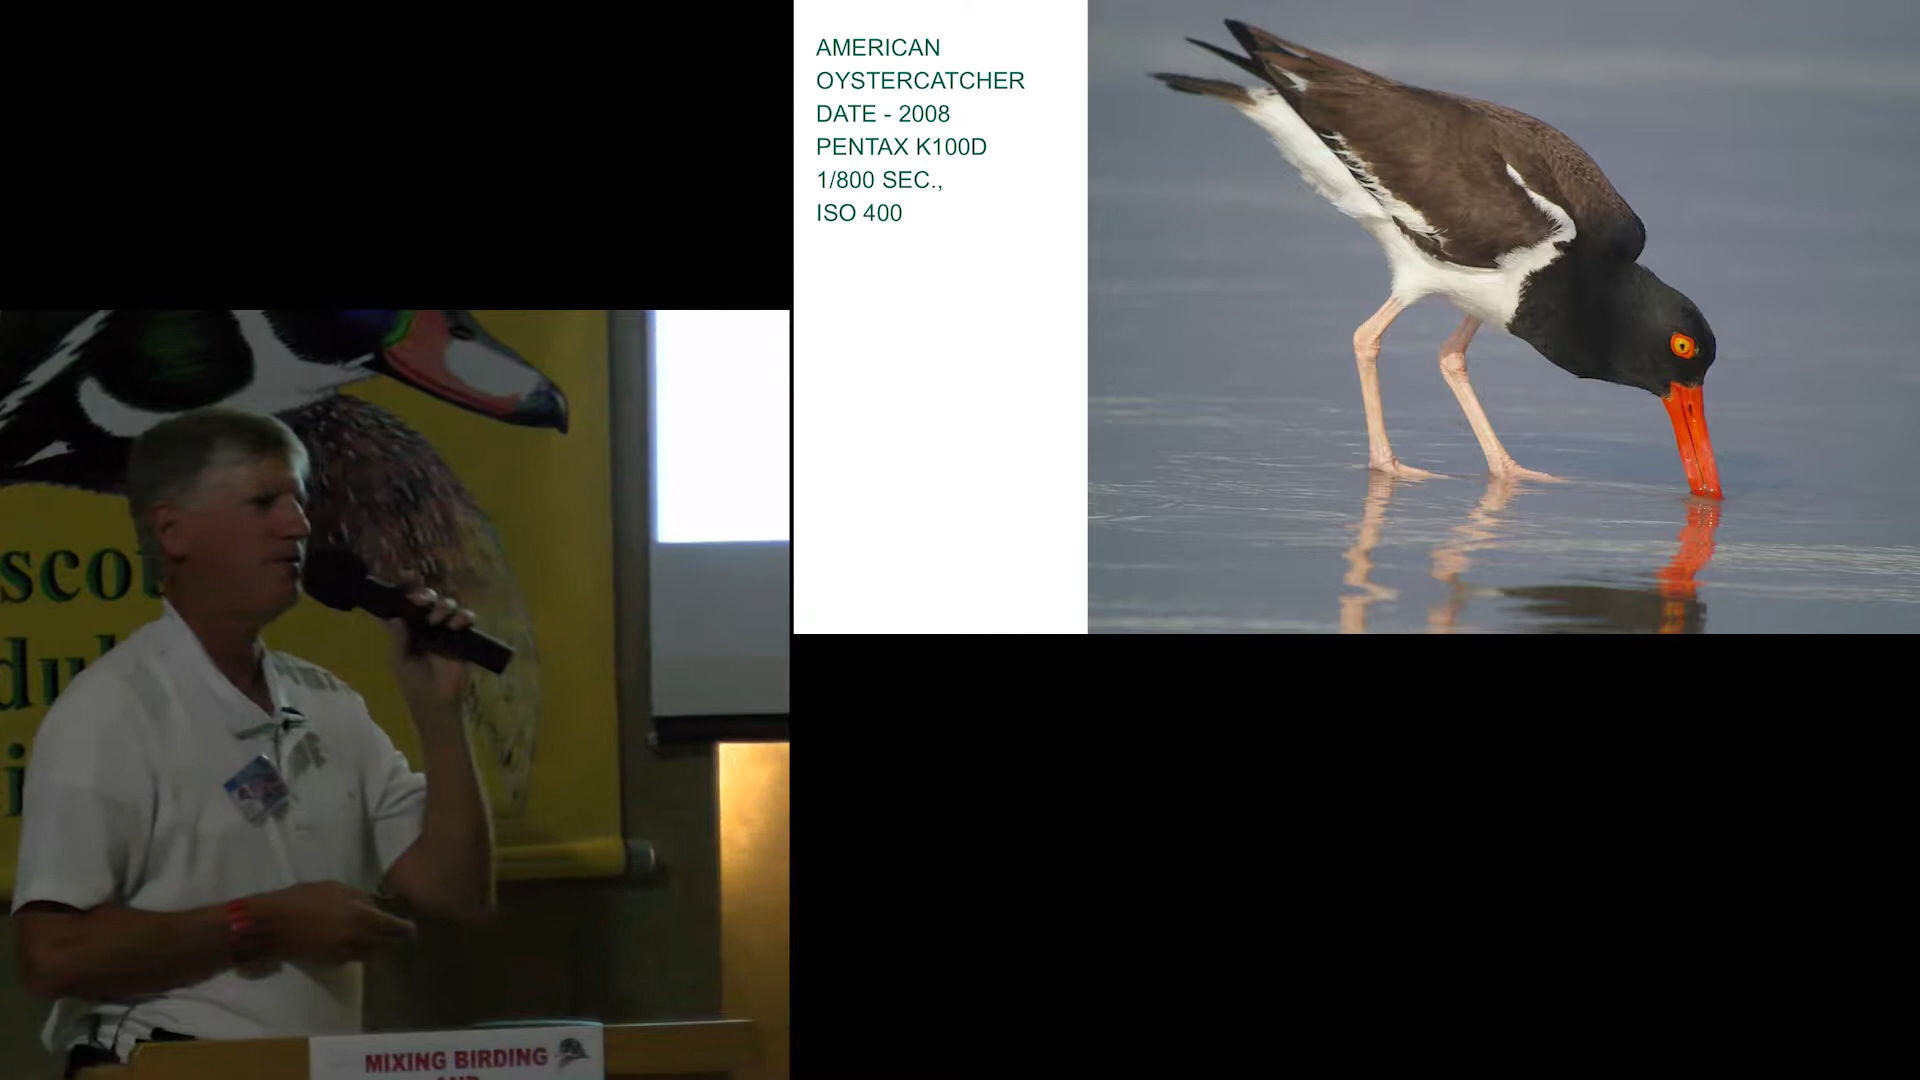 AMERICAN
OYSTERCATCHER
DATE - 2008
PENTAX K100D
1/800 SEC.,
ISO 400
MIXING BIRDING